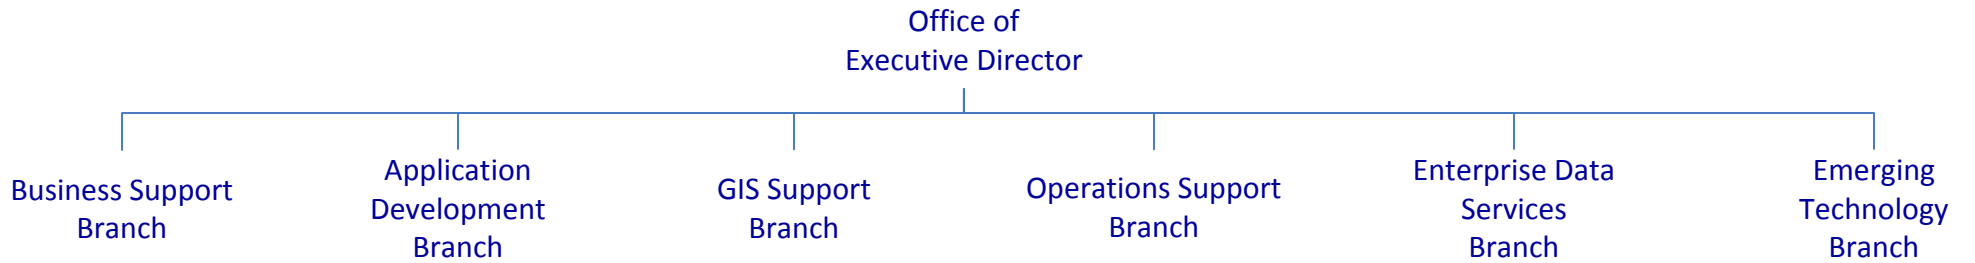 Office of
Executive Director
Business Support
Branch
Application
Development
Branch
GIS Support
Branch
Operations Support
Branch
Enterprise Data
Services
Branch
Emerging
Technology
Branch